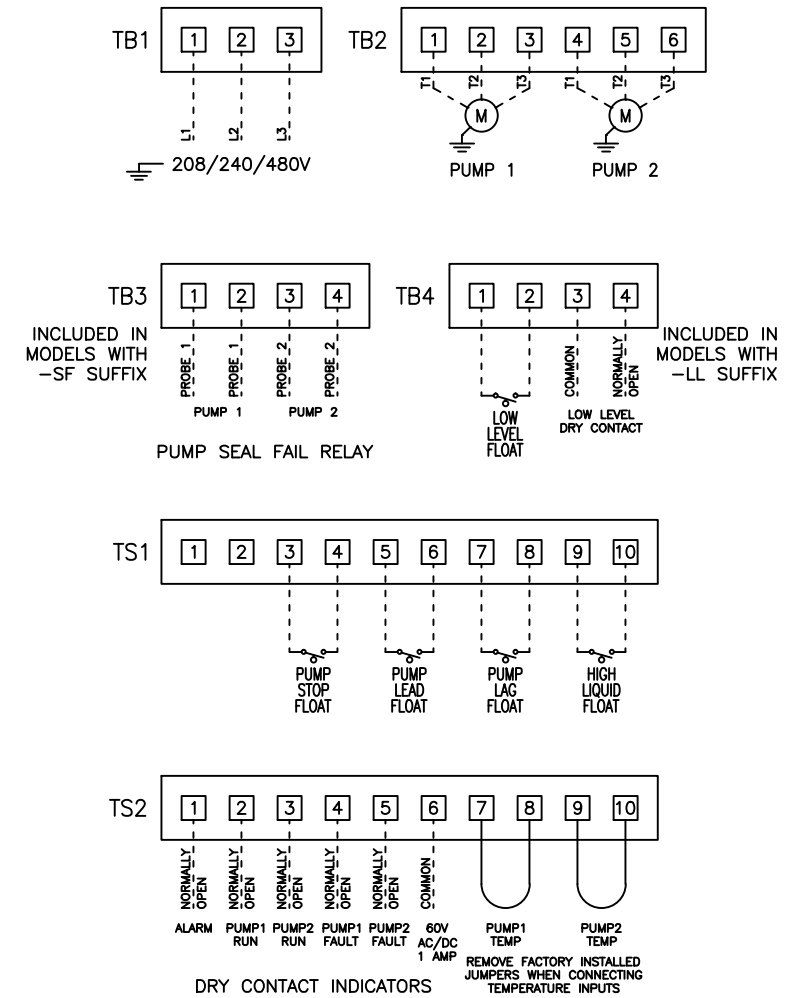 TB1 1 2 3 TB2 1 2 3 4 5 6
T1 T2 T3 T1 T2 T3
L1 L2 L3 M M
208/240/480V
PUMP 1 PUMP 2
TB3 1 2 3 4 TB4 1 2 3 4
INCLUDED IN
MODELS WITH
-SF SUFFIX
PROBE 1 PROBE 1 PROBE 2 PROBE 2
PUMP 1 PUMP 2
PUMP SEAL FAIL RELAY
COMMON
NORMALLY
OPEN
INCLUDED IN
MODELS WITH
-LL SUFFIX
LOW
LEVEL
FLOAT
LOW LEVEL
DRY CONTACT
TS1 1 2 3 4 5 6 7 8 9 10
PUMP
STOP
FLOAT
PUMP
LEAD
FLOAT
PUMP
LAG
FLOAT
HIGH
LIQUID
FLOAT
TS2 1 2 3 4 5 6 7 8 9 10
NORMALLY
OPEN
NORMALLY
OPEN
NORMALLY
OPEN
NORMALLY
OPEN
NORMALLY
OPEN
COMMON
ALARM
PUMP1
RUN
PUMP2
RUN
PUMP1
FAULT
PUMP2
FAULT
60V
AC/DC
1 AMP
PUMP1
TEMP
PUMP2
TEMP
REMOVE FACTORY INSTALLED
JUMPERS WHEN CONNECTING
TEMPERATURE INPUTS
DRY CONTACT INDICATORS